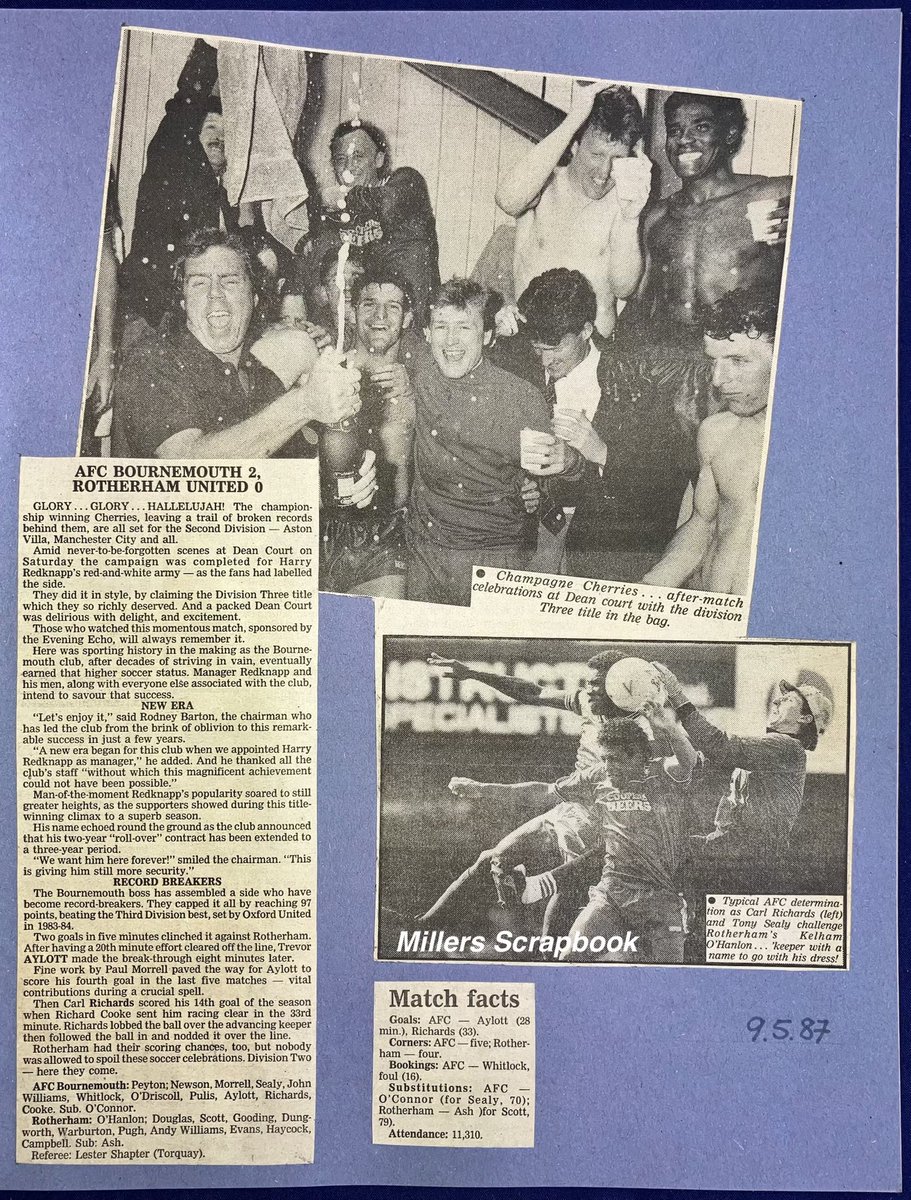 AFC BOURNEMOUTH 2,
ROTHERHAM UNITED 0
GLORY . . . GLORY . . . HALLELUJAH! The champion-
ship winning Cherries, leaving a trail of broken records
behind them, are all set for the Second Division — Aston
Villa, Manchester City and all.
Amid never-to-be-forgotten scenes at Dean Court on
Saturday the campaign was completed for Harry
Redknapp's red-and-white army — as the fans had labelled
the side.
They did it in style, by claiming the Division Three title
which they so richly deserved. And a packed Dean Court
was delirious with delight, and excitement.
Those who watched this momentous match, sponsored by
the Evening Echo, will always remember it.
Here was sporting history in the making as the Bourne-
mouth club, after decades of striving in vain, eventually
earned that higher soccer status. Manager Redknapp and
his men, along with everyone else associated with the club,
intend to savour that success.
NEW ERA
"Let's enjoy it," said Rodney Barton, the chairman who
has led the club from the brink of oblivion to this remark-
able success in just a few years.
"A new era began for this club when we appointed Harry
Redknapp as manager," he added. And he thanked all the
club's staff "without which this magnificent achievement
could not have been possible."
Man-of-the-moment Redknapp's popularity soared to still
greater heights, as the supporters showed during this title-
winning climax to a superb season.
His name echoed round the ground as the club announced
that his two-year "roll-over" contract has been extended to
a three-year period.
"We want him here forever!" smiled the chairman. "This
is giving him still more security."
RECORD BREAKERS
The Bournemouth boss has assembled a side who have
become record-breakers. They capped it all by reaching 97
points, beating the Third Division best, set by Oxford United
in 1983-84.
Two goals in five minutes clinched it against Rotherham.
After having a 20th minute effort cleared off the line, Trevor
AYLOTT made the break-through eight minutes later.
Fine work by Paul Morrell paved the way for Aylott to
score his fourth goal in the last five matches — vital
contributions during a crucial spell.
Then Carl Richards scored his 14th goal of the season
when Richard Cooke sent him racing clear in the 33rd
minute. Richards lobbed the ball over the advancing keeper
then followed the ball in and nodded it over the line.
Rotherham had their scoring chances, too, but nobody
was allowed to spoil these soccer celebrations. Division Two
— here they come.
AFC Bournemouth: Peyton; Newson, Morrell, Sealy, John
Williams, Whitlock, O'Driscoll, Pulis, Aylott, Richards,
Cooke. Sub. O'Connor.
Rotherham: O'Hanlon; Douglas, Scott, Gooding, Dung-
worth, Warburton, Pugh, Andy Williams, Evans, Haycock,
Campbell. Sub: Ash.
Referee: Lester Shapter (Torquay).
● Champagne Cherries . . . after-match
celebrations at Dean court with the division
Three title in the bag.
● Typical AFC determina-
tion as Carl Richards (left)
and Tony Sealy challenge
Rotherham's Kelham
O'Hanlon . . . 'keeper with a
name to go with his dress!
Millers Scrapbook
Match facts
Goals: AFC — Aylott (28
min.), Richards (33).
Corners: AFC — five; Rother-
ham — four.
Bookings: AFC — Whitlock,
foul (16).
Substitutions: AFC —
O'Connor (for Sealy, 70);
Rotherham — Ash )for Scott,
79).
Attendance: 11,310.
9.5.87